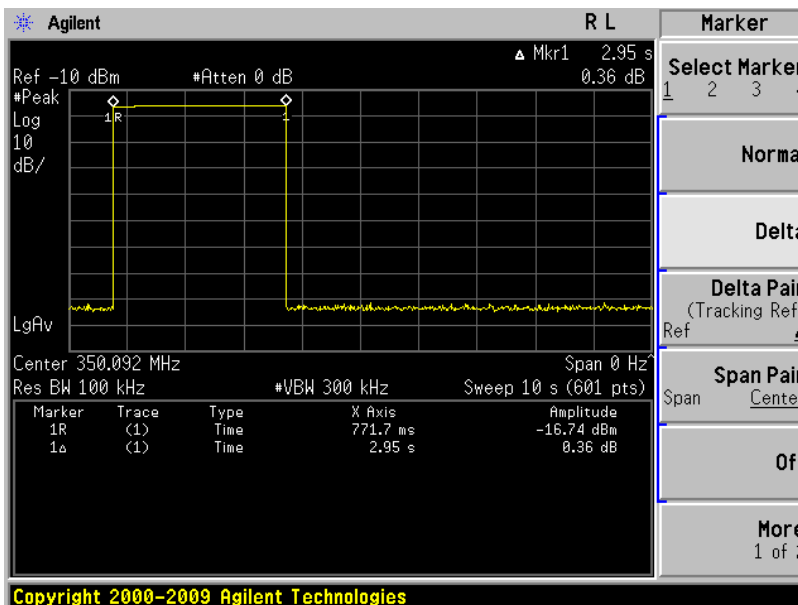 Agilent R L
Δ Mkr1 2.95 s
Ref -10 dBm #Atten 0 dB 0.36 dB
#Peak
Log
10
dB/
1R 1
LgAv
Center 350.092 MHz Span 0 Hz^
Res BW 100 kHz #VBW 300 kHz Sweep 10 s (601 pts)
Marker Trace Type X Axis Amplitude
1R (1) Time 771.7 ms -16.74 dBm
1Δ (1) Time 2.95 s 0.36 dB
Copyright 2000-2009 Agilent Technologies
Marker
Select Marker
1 2 3
Norma
Delta
Delta Pair
(Tracking Ref
Ref
Span Pair
Span Cente
Of
More
1 of